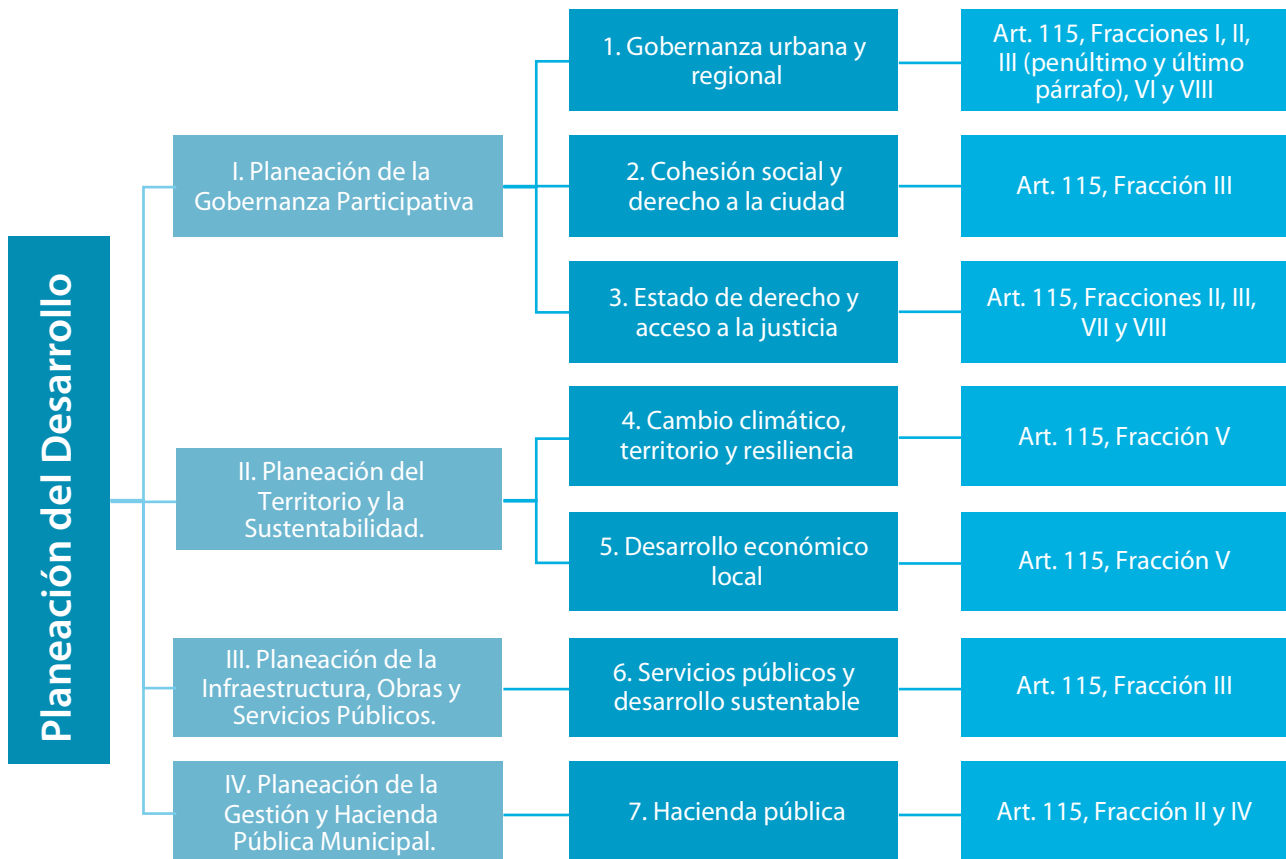 Planeación del Desarrollo
I. Planeación de la
Gobernanza Participativa
1. Gobernanza urbana y
regional
Art. 115, Fracciones I, II,
III (penúltimo y último
párrafo), VI y VIII
2. Cohesión social y
derecho a la ciudad
Art. 115, Fracción III
3. Estado de derecho y
acceso a la justicia
Art. 115, Fracciones II, III,
VII y VIII
II. Planeación del
Territorio y la
Sustentabilidad.
4. Cambio climático,
territorio y resiliencia
Art. 115, Fracción V
5. Desarrollo económico
local
Art. 115, Fracción V
III. Planeación de la
Infraestructura, Obras y
Servicios Públicos.
6. Servicios públicos y
desarrollo sustentable
Art. 115, Fracción III
IV. Planeación de la
Gestión y Hacienda
Pública Municipal.
7. Hacienda pública
Art. 115, Fracción II y IV